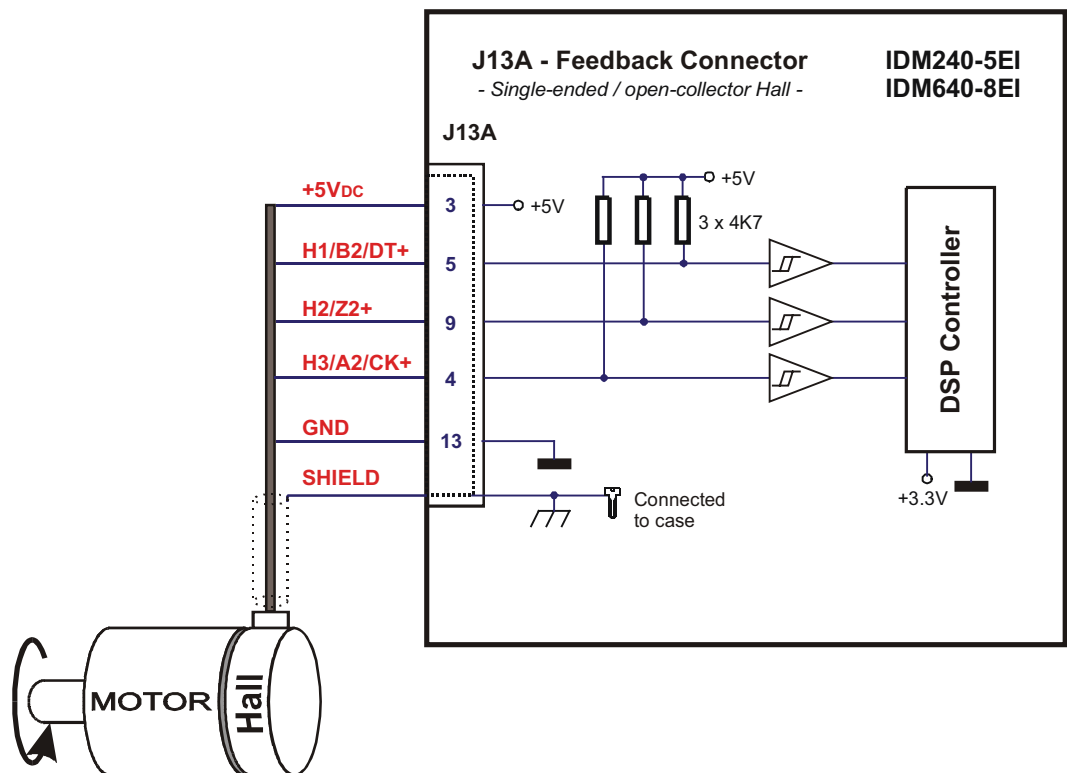 J13A - Feedback Connector
- Single-ended / open-collector Hall -
IDM240-5EI
IDM640-8EI
J13A
+5VDC
3
+5V
+5V
3 x 4K7
H1/B2/DT+
5
H2/Z2+
9
H3/A2/CK+
4
GND
13
SHIELD
Connected
to case
DSP Controller
+3.3V
MOTOR
Hall